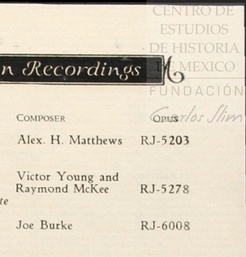 CENTRO DE
ESTUDIOS
DE HISTORIA
DE MEXICO
FUNDACIÓN
Carlos Slim
n Recordings
COMPOSER OPUS
Alex. H. Matthews RJ-5203
Victor Young and
Raymond McKee RJ-5278
te
Joe Burke RJ-6008